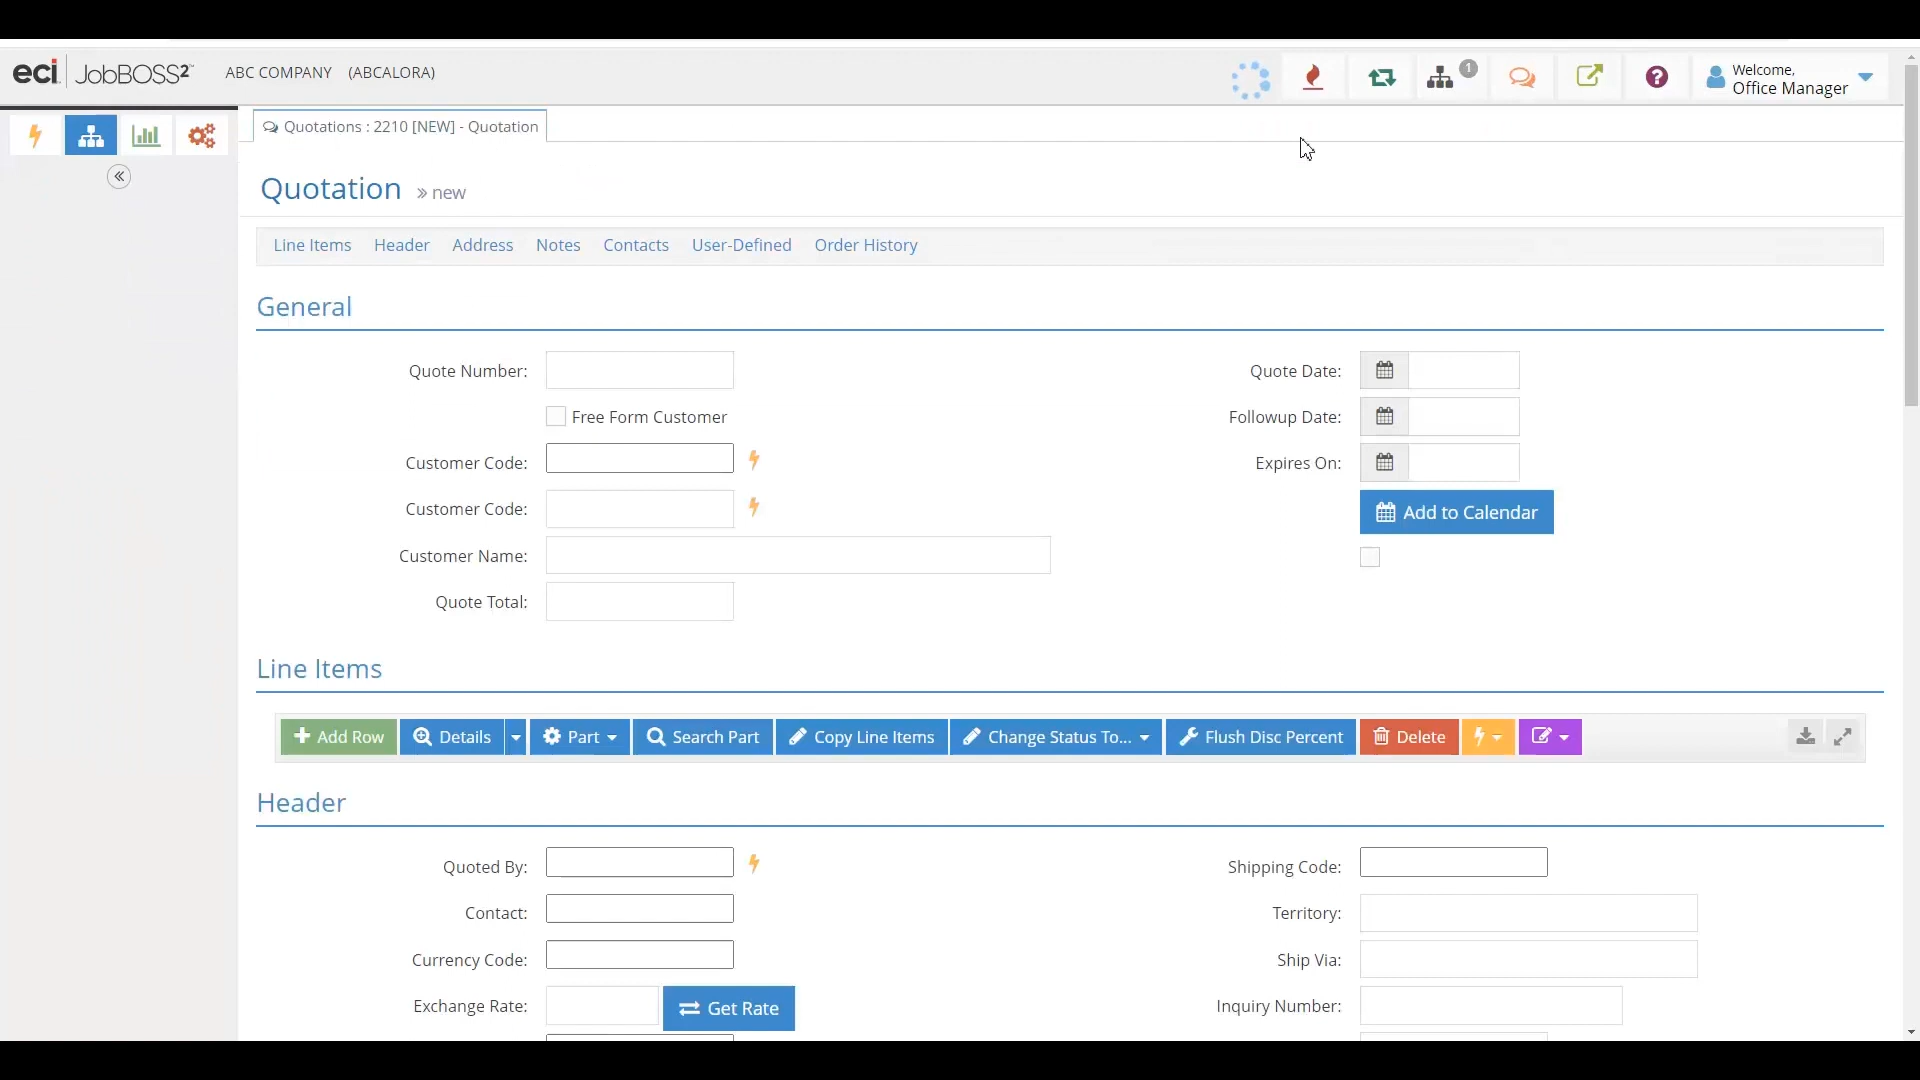 eci JobBOSS² ABC COMPANY (ABCALORA) 1 Welcome,
Office Manager
Quotations : 2210 [NEW] - Quotation
Quotation » new
Line Items Header Address Notes Contacts User-Defined Order History
General
Quote Number: Quote Date:
Free Form Customer Followup Date:
Customer Code: Expires On:
Customer Code: Add to Calendar
Customer Name:
Quote Total:
Line Items
Add Row Details Part Search Part Copy Line Items Change Status To... Flush Disc Percent Delete
Header
Quoted By: Shipping Code:
Contact: Territory:
Currency Code: Ship Via:
Exchange Rate: Get Rate Inquiry Number: